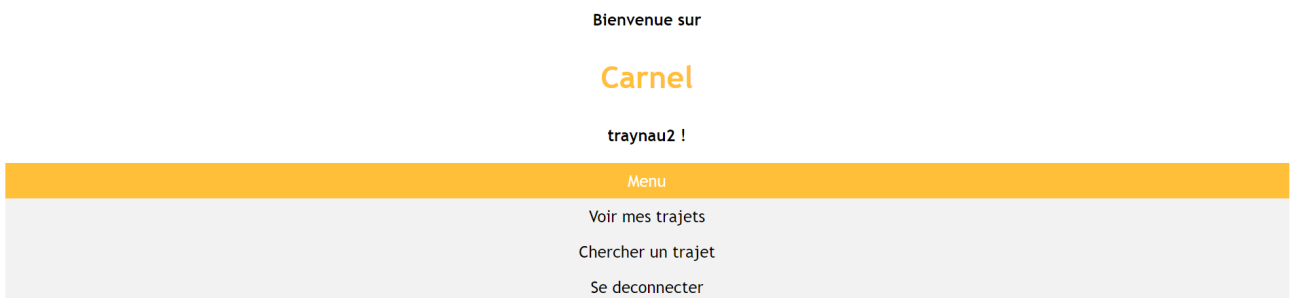 Bienvenue sur
Carnel
traynau2 !
Menu
Voir mes trajets
Chercher un trajet
Se deconnecter